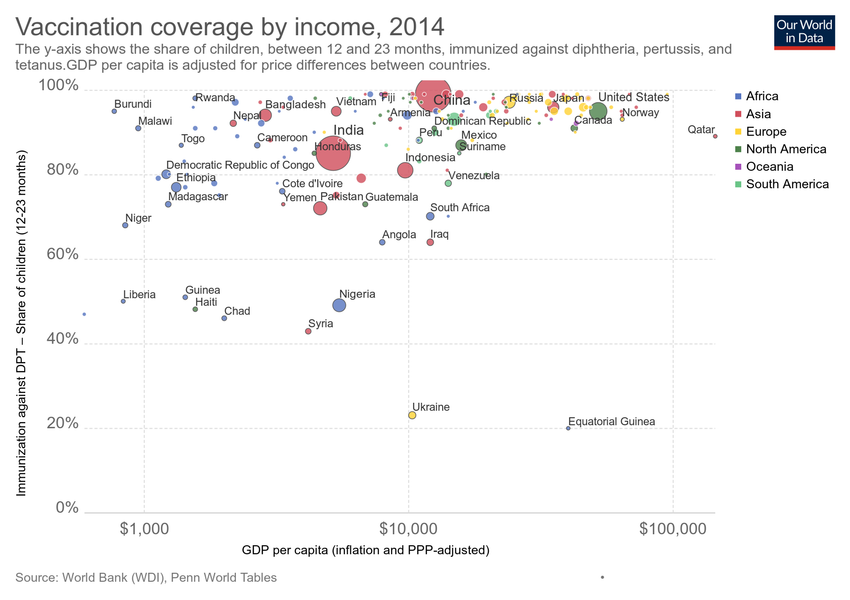 Vaccination coverage by income, 2014
The y-axis shows the share of children, between 12 and 23 months, immunized against diphtheria, pertussis, and
tetanus.GDP per capita is adjusted for price differences between countries.
Our World
in Data
100%
80%
60%
40%
20%
0%
Immunization against DPT – Share of children (12-23 months)
Burundi
Rwanda
Bangladesh
Vietnam
Fiji
China
Russia
Japan
United States
Malawi
Nepal
Armenia
Dominican Republic
Canada
Norway
Togo
Cameroon
India
Honduras
Peru
Mexico
Suriname
Qatar
Democratic Republic of Congo
Indonesia
Ethiopia
Cote d'Ivoire
Venezuela
Madagascar
Yemen
Pakistan
Guatemala
South Africa
Niger
Angola
Iraq
Liberia
Guinea
Haiti
Chad
Nigeria
Syria
Ukraine
Equatorial Guinea
Africa
Asia
Europe
North America
Oceania
South America
$1,000
$10,000
$100,000
GDP per capita (inflation and PPP-adjusted)
Source: World Bank (WDI), Penn World Tables